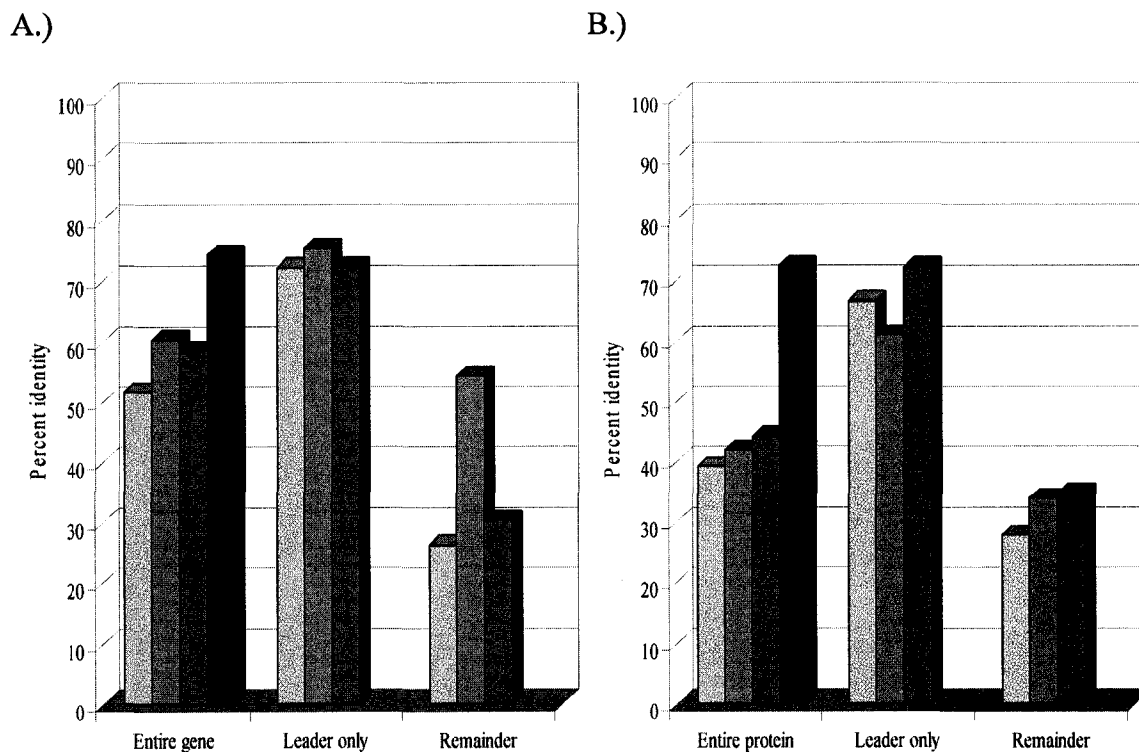 A.)
B.)
Percent identity
100
90
80
70
60
50
40
30
20
10
0
Entire gene
Leader only
Remainder
Percent identity
100
90
80
70
60
50
40
30
20
10
0
Entire protein
Leader only
Remainder